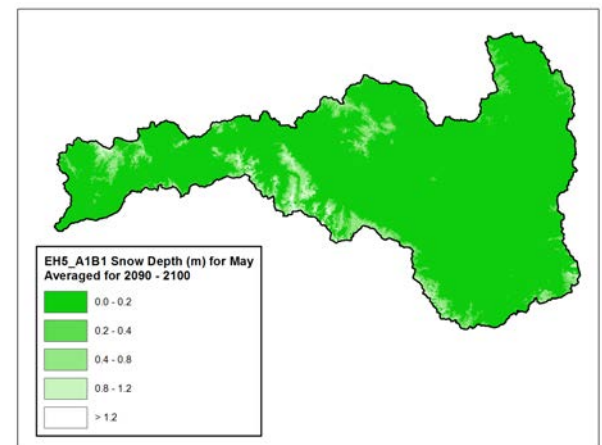 EH5_A1B1 Snow Depth (m) for May
Averaged for 2090 - 2100
0.0 - 0.2
0.2 - 0.4
0.4 - 0.8
0.8 - 1.2
> 1.2